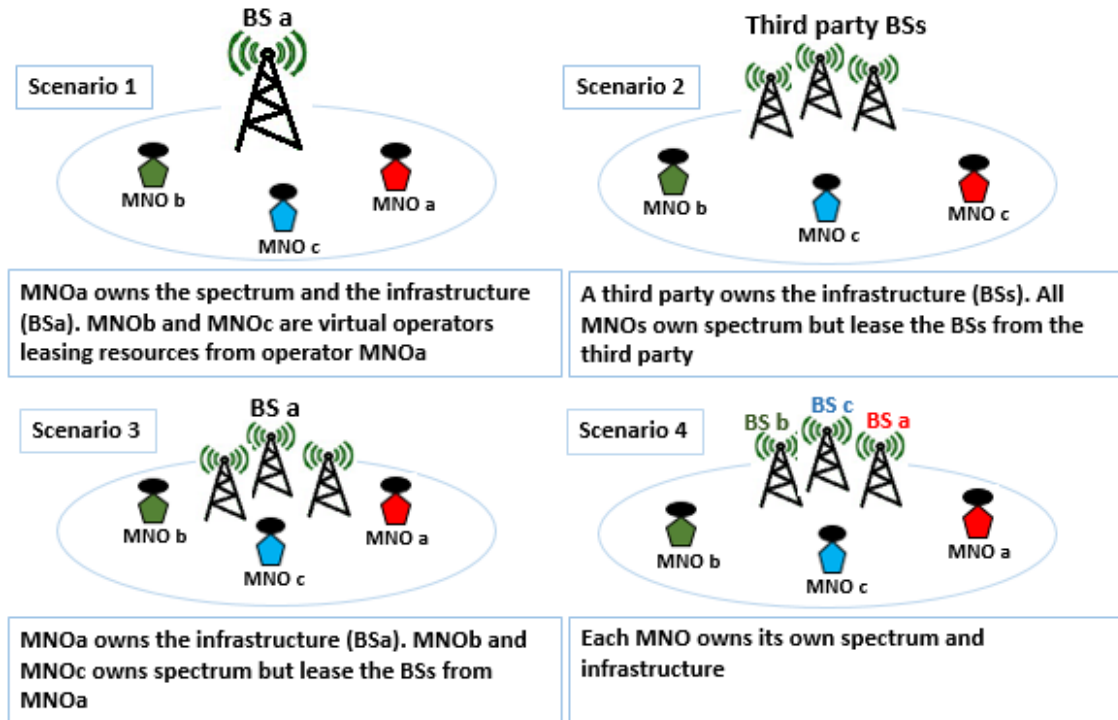 BS a
Scenario 1
MNO b
MNO c
MNO a
MNOa owns the spectrum and the infrastructure
(BSa). MNOb and MNOc are virtual operators
leasing resources from operator MNOa
Third party BSs
Scenario 2
MNO b
MNO c
MNO c
A third party owns the infrastructure (BSs). All
MNOs own spectrum but lease the BSs from the
third party
BS a
Scenario 3
MNO b
MNO c
MNO a
MNOa owns the infrastructure (BSa). MNOb and
MNOc owns spectrum but lease the BSs from
MNOa
BS b
BS c
BS a
Scenario 4
MNO b
MNO c
MNO a
Each MNO owns its own spectrum and
infrastructure